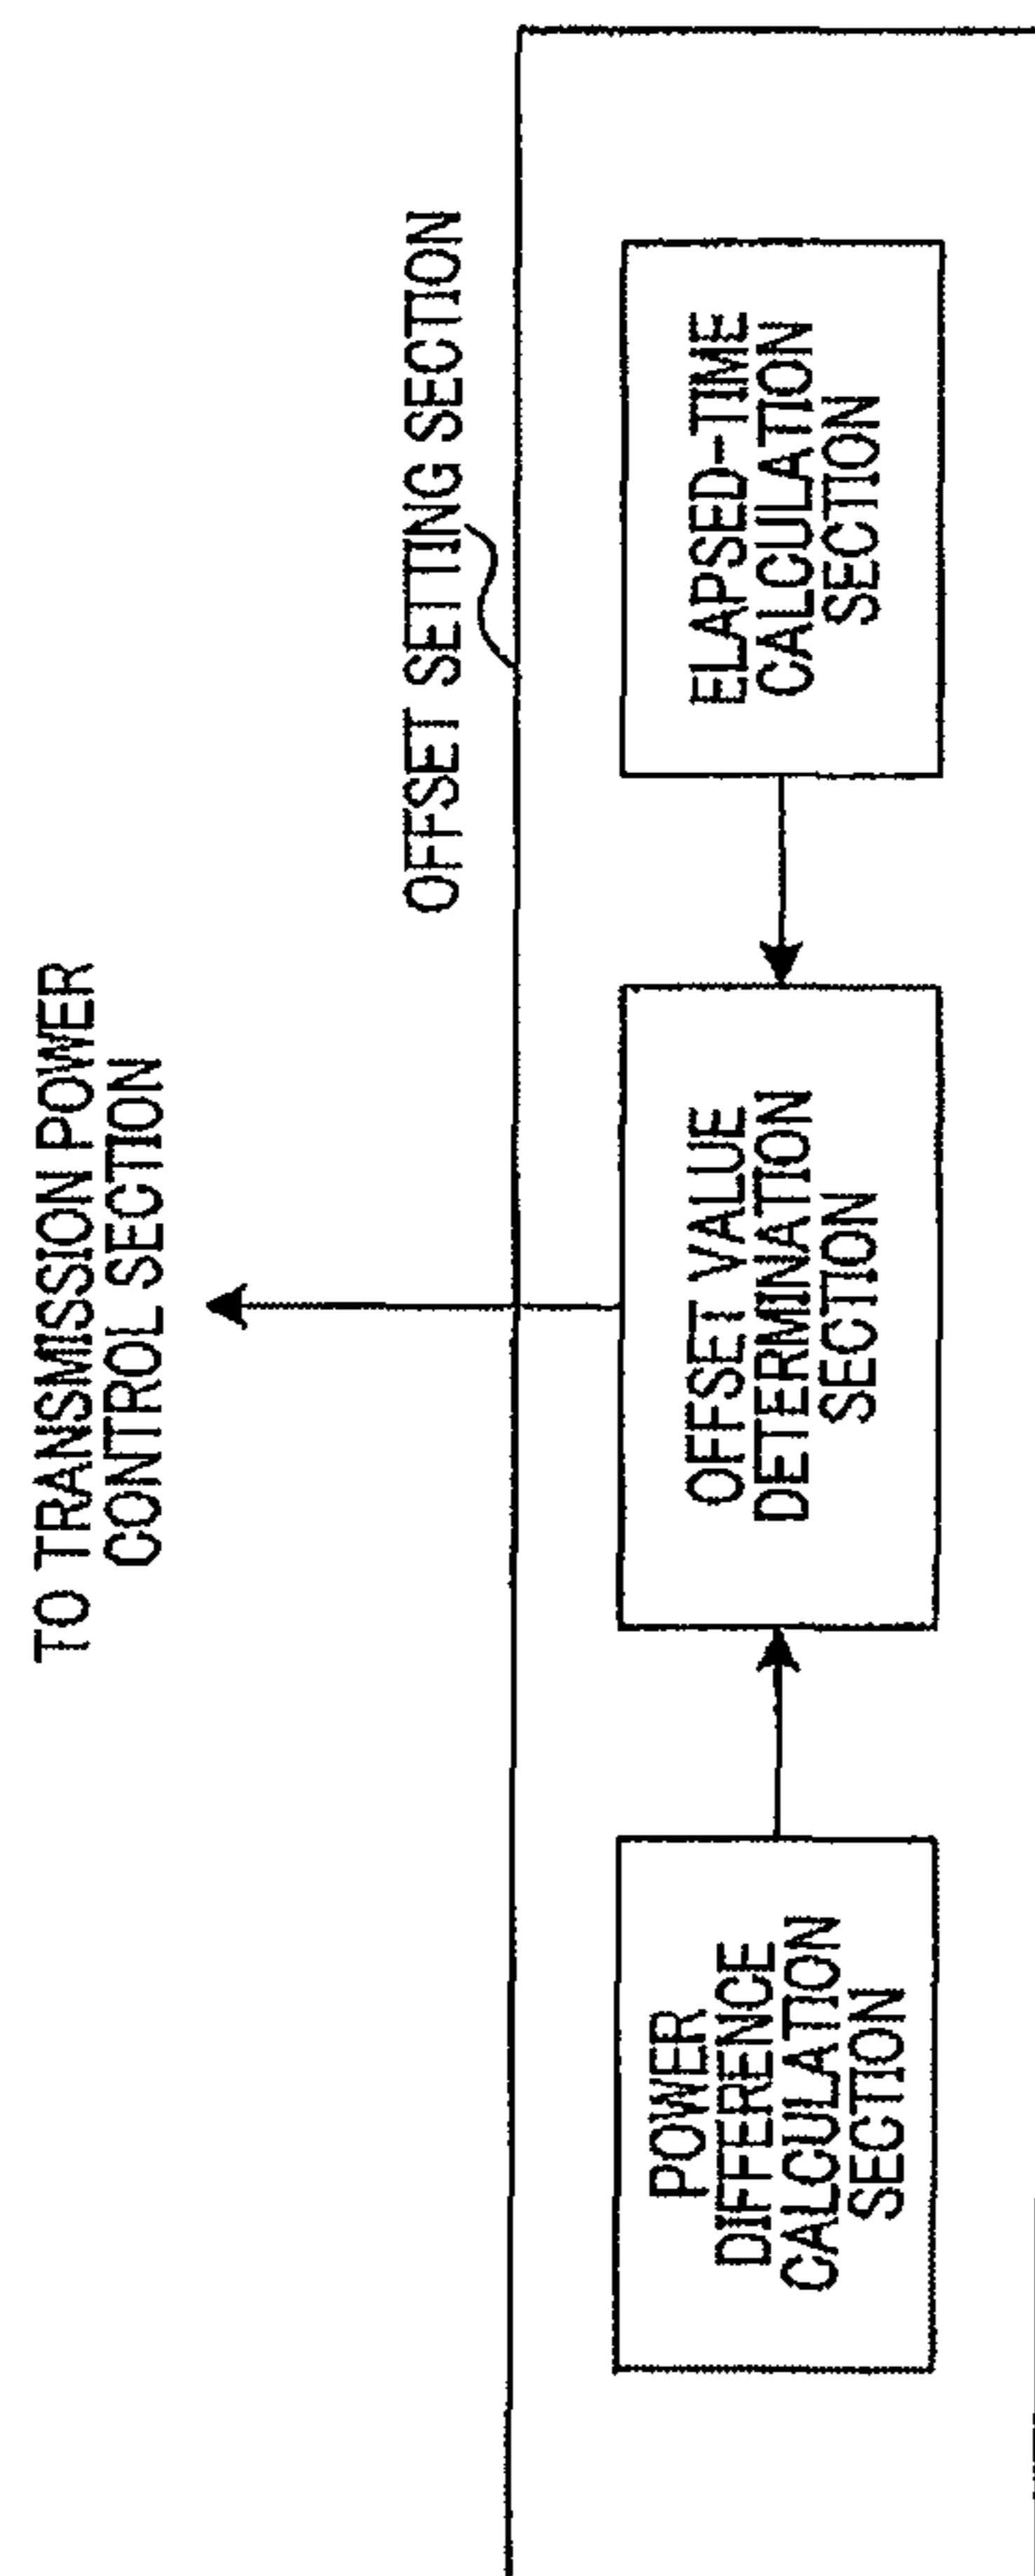 TO TRANSMISSION POWER
CONTROL SECTION
OFFSET SETTING SECTION
POWER
DIFFERENCE
CALCULATION
SECTION
OFFSET VALUE
DETERMINATION
SECTION
ELAPSED-TIME
CALCULATION
SECTION